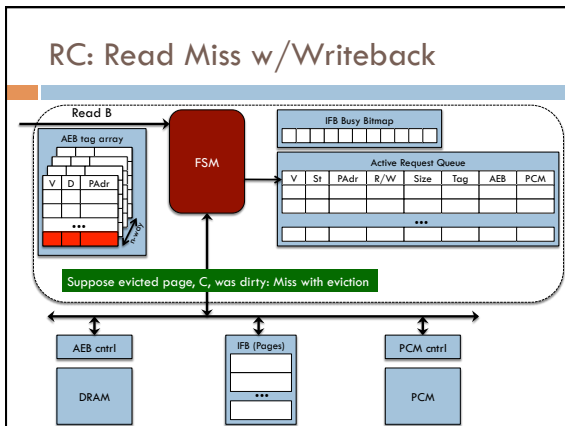 RC: Read Miss w/Writeback
Read B
AEB tag array
V D PAdr
•••
n-way
FSM
IFB Busy Bitmap
Active Request Queue
V St PAdr R/W Size Tag AEB PCM
•••
Suppose evicted page, C, was dirty: Miss with eviction
AEB cntrl
IFB (Pages)
PCM cntrl
•••
DRAM
PCM